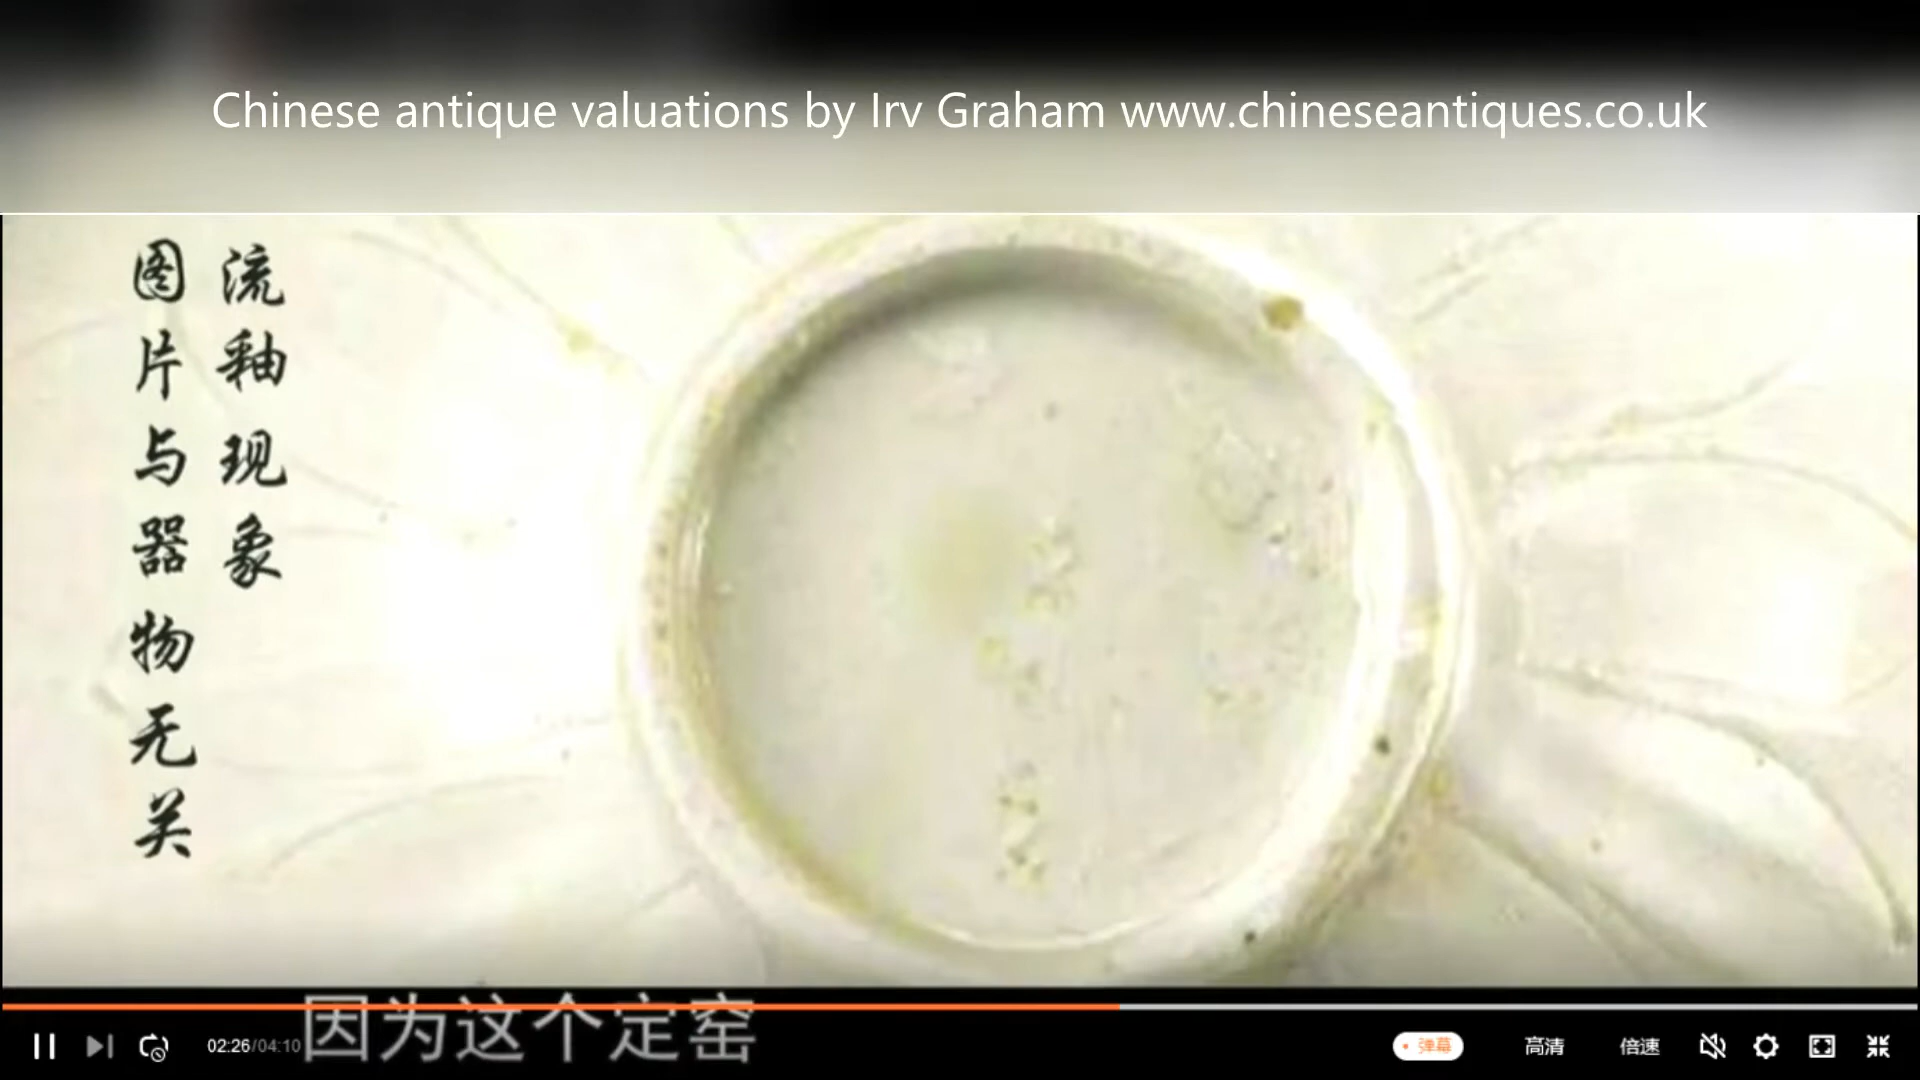 Chinese antique valuations by Irv Graham www.chineseantiques.co.uk
流釉现象
图片与器物无关
因为这个定窑
02:26/04:10
弹幕
高清
倍速